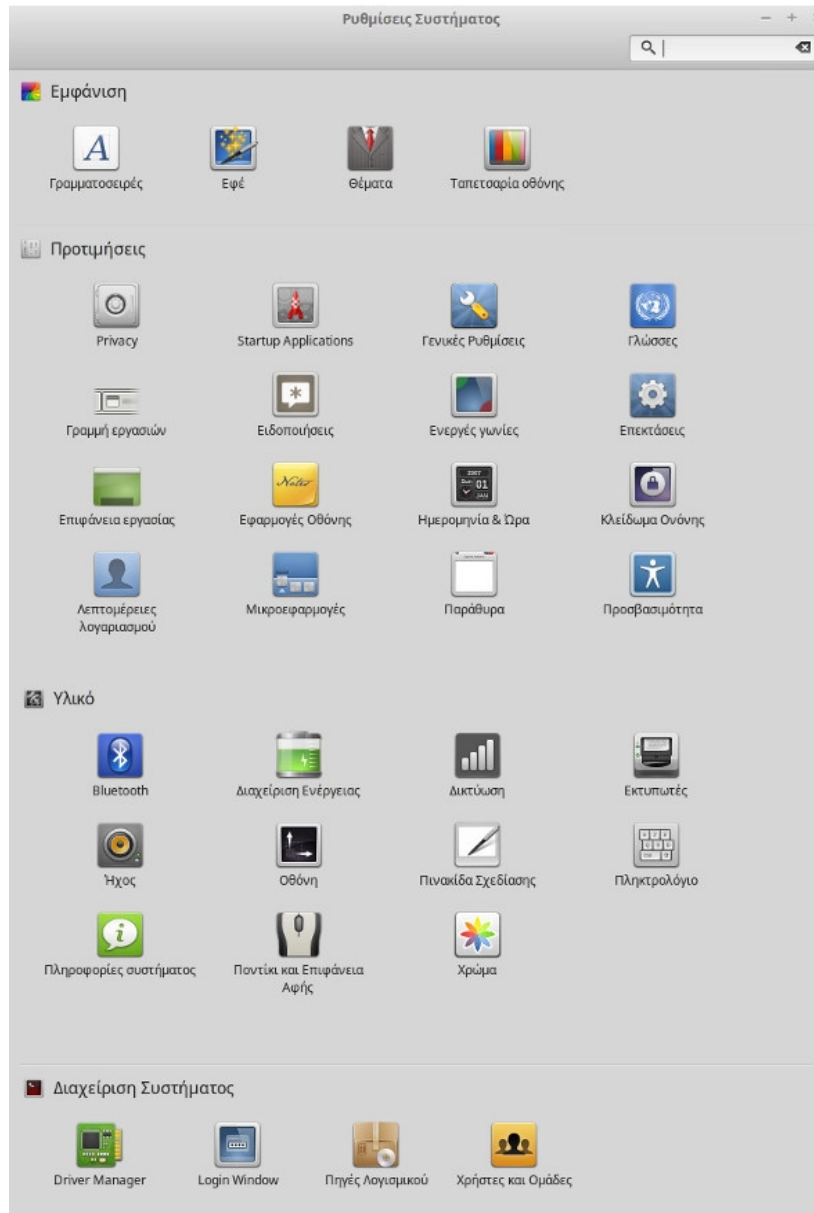 Ρυθμίσεις Συστήματος
Εμφάνιση
Γραμματοσειρές
Εφέ
Θέματα
Ταπετσαρία οθόνης
Προτιμήσεις
Privacy
Startup Applications
Γενικές Ρυθμίσεις
Γλώσσες
Γραμμή εργασιών
Ειδοποιήσεις
Ενεργές γωνίες
Επεκτάσεις
Επιφάνεια εργασίας
Notes
Εφαρμογές Οθόνης
01
Ημερομηνία & Ώρα
Κλείδωμα Ονόνης
Λεπτομέρειες
λογαριασμού
Μικροεφαρμογές
Παράθυρα
Προσβασιμότητα
Υλικό
Bluetooth
Διαχείριση Ενέργειας
Δικτύωση
Εκτυπωτές
Ήχος
Οθόνη
Πινακίδα Σχεδίασης
Πληκτρολόγιο
Πληροφορίες συστήματος
Ποντίκι και Επιφάνεια
Αφής
Χρώμα
Διαχείριση Συστήματος
Driver Manager
Login Window
Πηγές Λογισμικού
Χρήστες και Ομάδες